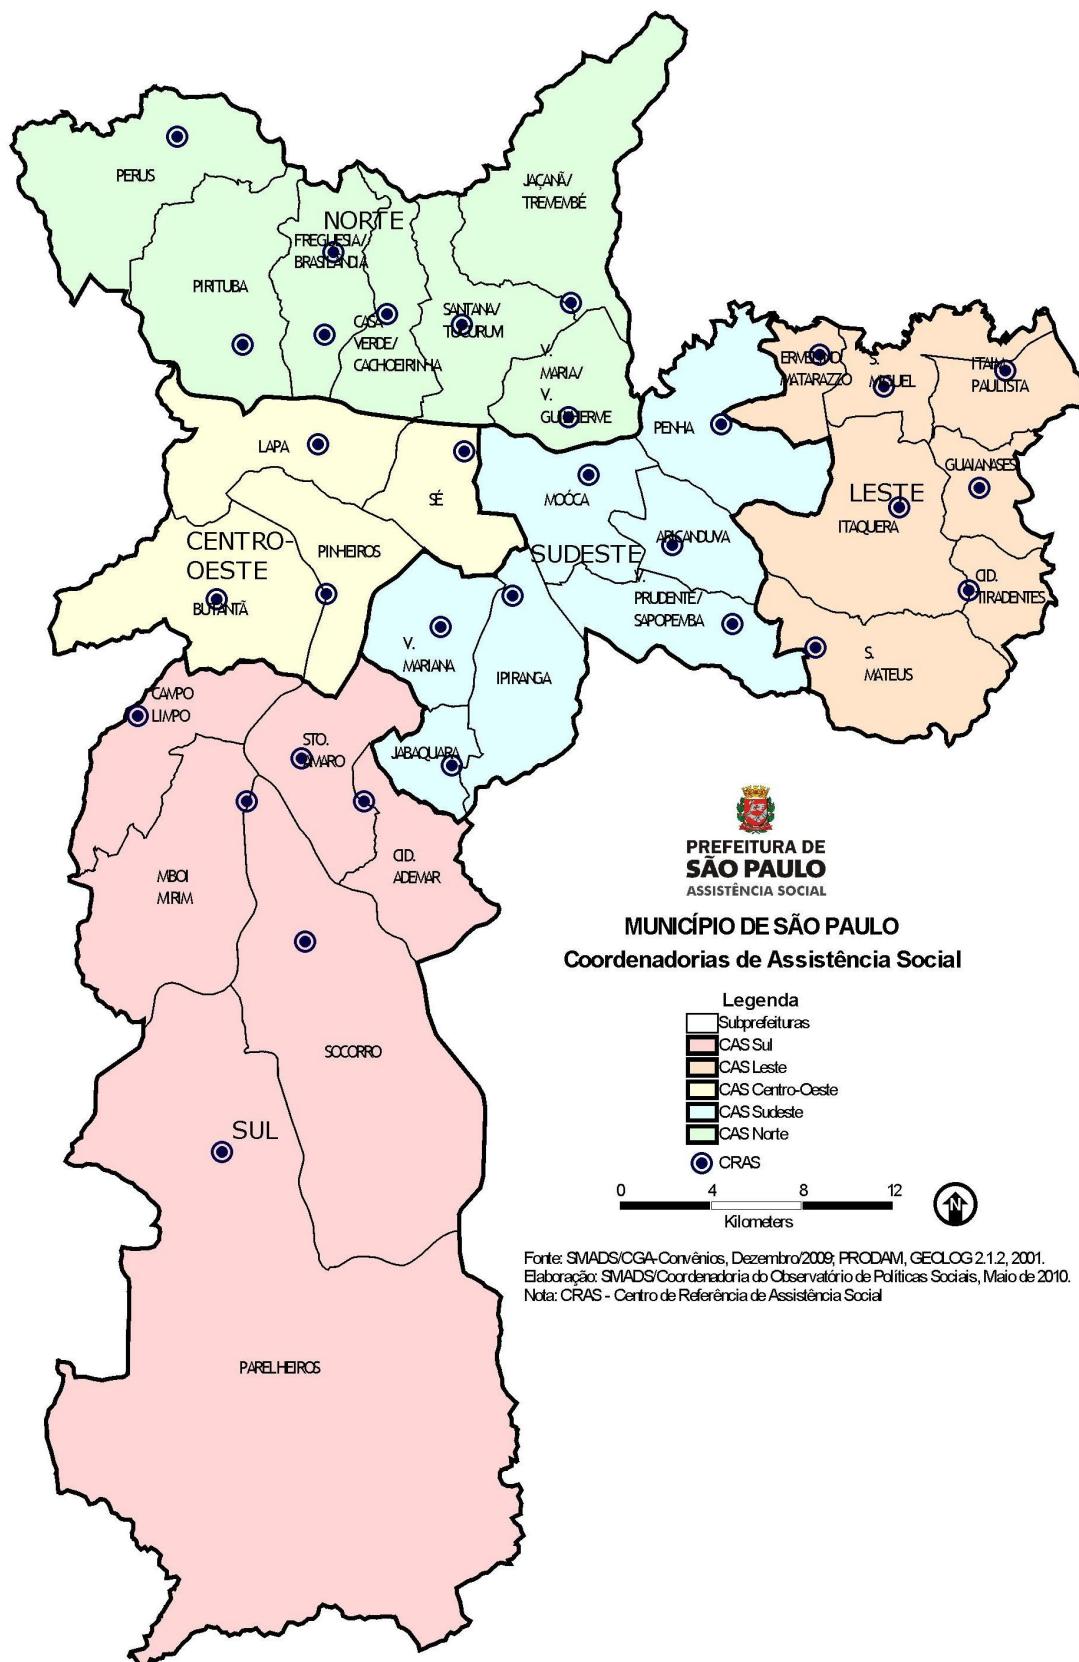 PERUS
JAÇANÃ/
TREMEMBÉ
NORTE
FREGUESIA/
BRASILANDIA
PIRITUBA
SANTANA/
TUCURUVI
CASA
VERDE/
CACHOEIRINHA
V.
MARIA/
V.
GUILHERME
ERMELINO
MATARAZZO
S.
MIGUEL
ITAIM
PAULISTA
LAPA
SÉ
PENHA
MOÓCA
GUAIANASES
LESTE
ITAQUERA
CENTRO-
OESTE
PINHEIROS
BUTANTÃ
SUDESTE
ARICANDUVA
V.
PRUDENTE/
SAPOPEMBA
CID.
TIRADENTES
V.
MARIANA
IPIRANGA
S.
MATEUS
CAMPO
LIMPO
STO.
AMARO
JABAQUARA
MBOI
MIRIM
CID.
ADEMAR
SOCORRO
SUL
PARELHEIROS
PREFEITURA DE
SÃO PAULO
ASSISTÊNCIA SOCIAL
MUNICÍPIO DE SÃO PAULO
Coordenadorias de Assistência Social
Legenda
Subprefeituras
CAS Sul
CAS Leste
CAS Centro-Oeste
CAS Sudeste
CAS Norte
CRAS
0 4 8 12
Kilometers
N
Fonte: SMADS/CGA-Convênios, Dezembro/2009; PRODAM, GEOLOG 2.1.2, 2001.
Elaboração: SMADS/Coordenadoria do Observatório de Políticas Sociais, Maio de 2010.
Nota: CRAS - Centro de Referência de Assistência Social